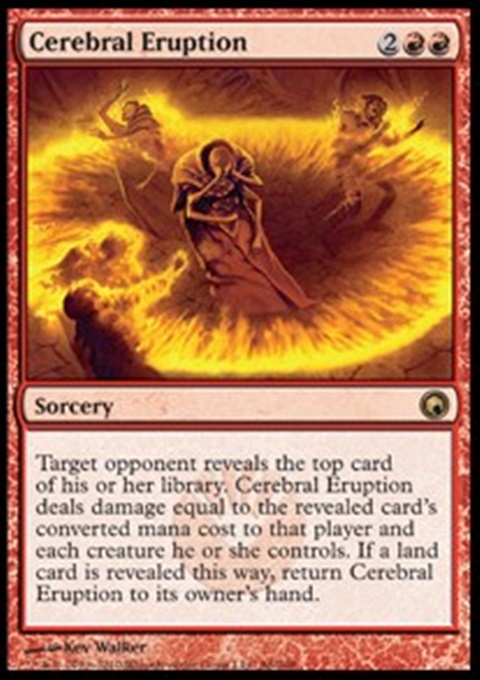 Cerebral Eruption 2
Sorcery
Target opponent reveals the top card
of his or her library. Cerebral Eruption
deals damage equal to the revealed card's
converted mana cost to that player and
each creature he or she controls. If a land
card is revealed this way, return Cerebral
Eruption to its owner's hand.
Kev Walker